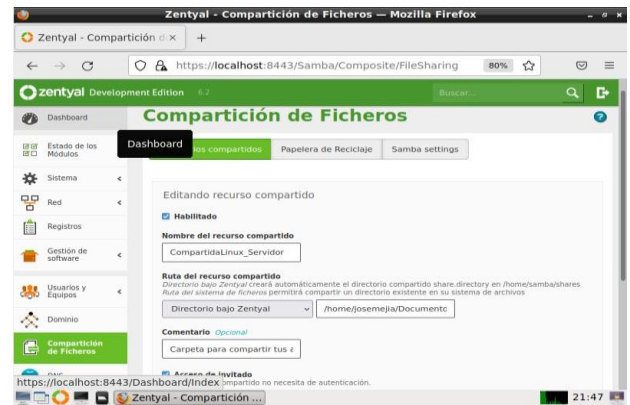 Zentyal - Compartición de Ficheros — Mozilla Firefox
Zentyal - Compartición d
https://localhost:8443/Samba/Composite/FileSharing 80%
zentyal Development Edition 6.2 Buscar...
Dashboard
Compartición de Ficheros
Estado de los Módulos
Dashboard
os compartidos Papelera de Reciclaje Samba settings
Sistema
Red
Registros
Gestión de software
Usuarios y Equipos
Dominio
Compartición de Ficheros
DNS
Editando recurso compartido
Habilitado
Nombre del recurso compartido
CompartidaLinux_Servidor
Ruta del recurso compartido
Directorio bajo Zentyal creará automáticamente el directorio compartido share.directory en /home/samba/shares
Ruta del sistema de ficheros permitirá compartir un directorio existente en su sistema de archivos
Directorio bajo Zentyal /home/josemejia/Documento
Comentario Opcional
Carpeta para compartir tus a
Acceso de invitado
ompartido no necesita de autenticación.
https://localhost:8443/Dashboard/Index
Zentyal - Compartición ... 21:47